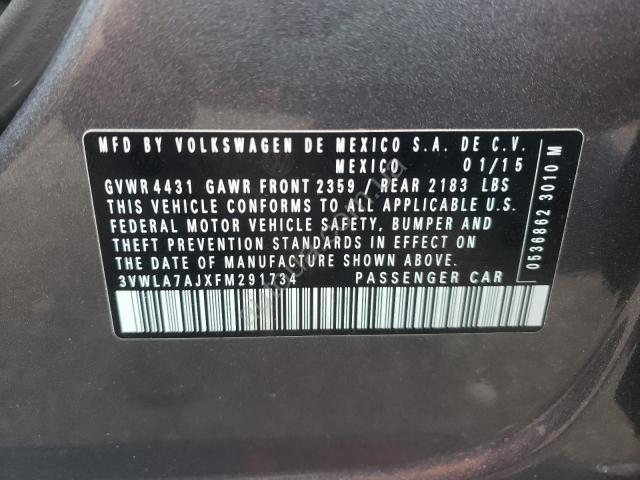 MFD BY VOLKSWAGEN DE MEXICO S.A. DE C.V.
MEXICO 01/15
GVWR 4431 GAWR FRONT 2359 / REAR 2183 LBS
THIS VEHICLE CONFORMS TO ALL APPLICABLE U.S.
FEDERAL MOTOR VEHICLE SAFETY, BUMPER AND
THEFT PREVENTION STANDARDS IN EFFECT ON
THE DATE OF MANUFACTURE SHOWN ABOVE.
3VWLA7AJXFM291734 PASSENGER CAR
0536862 3010 M